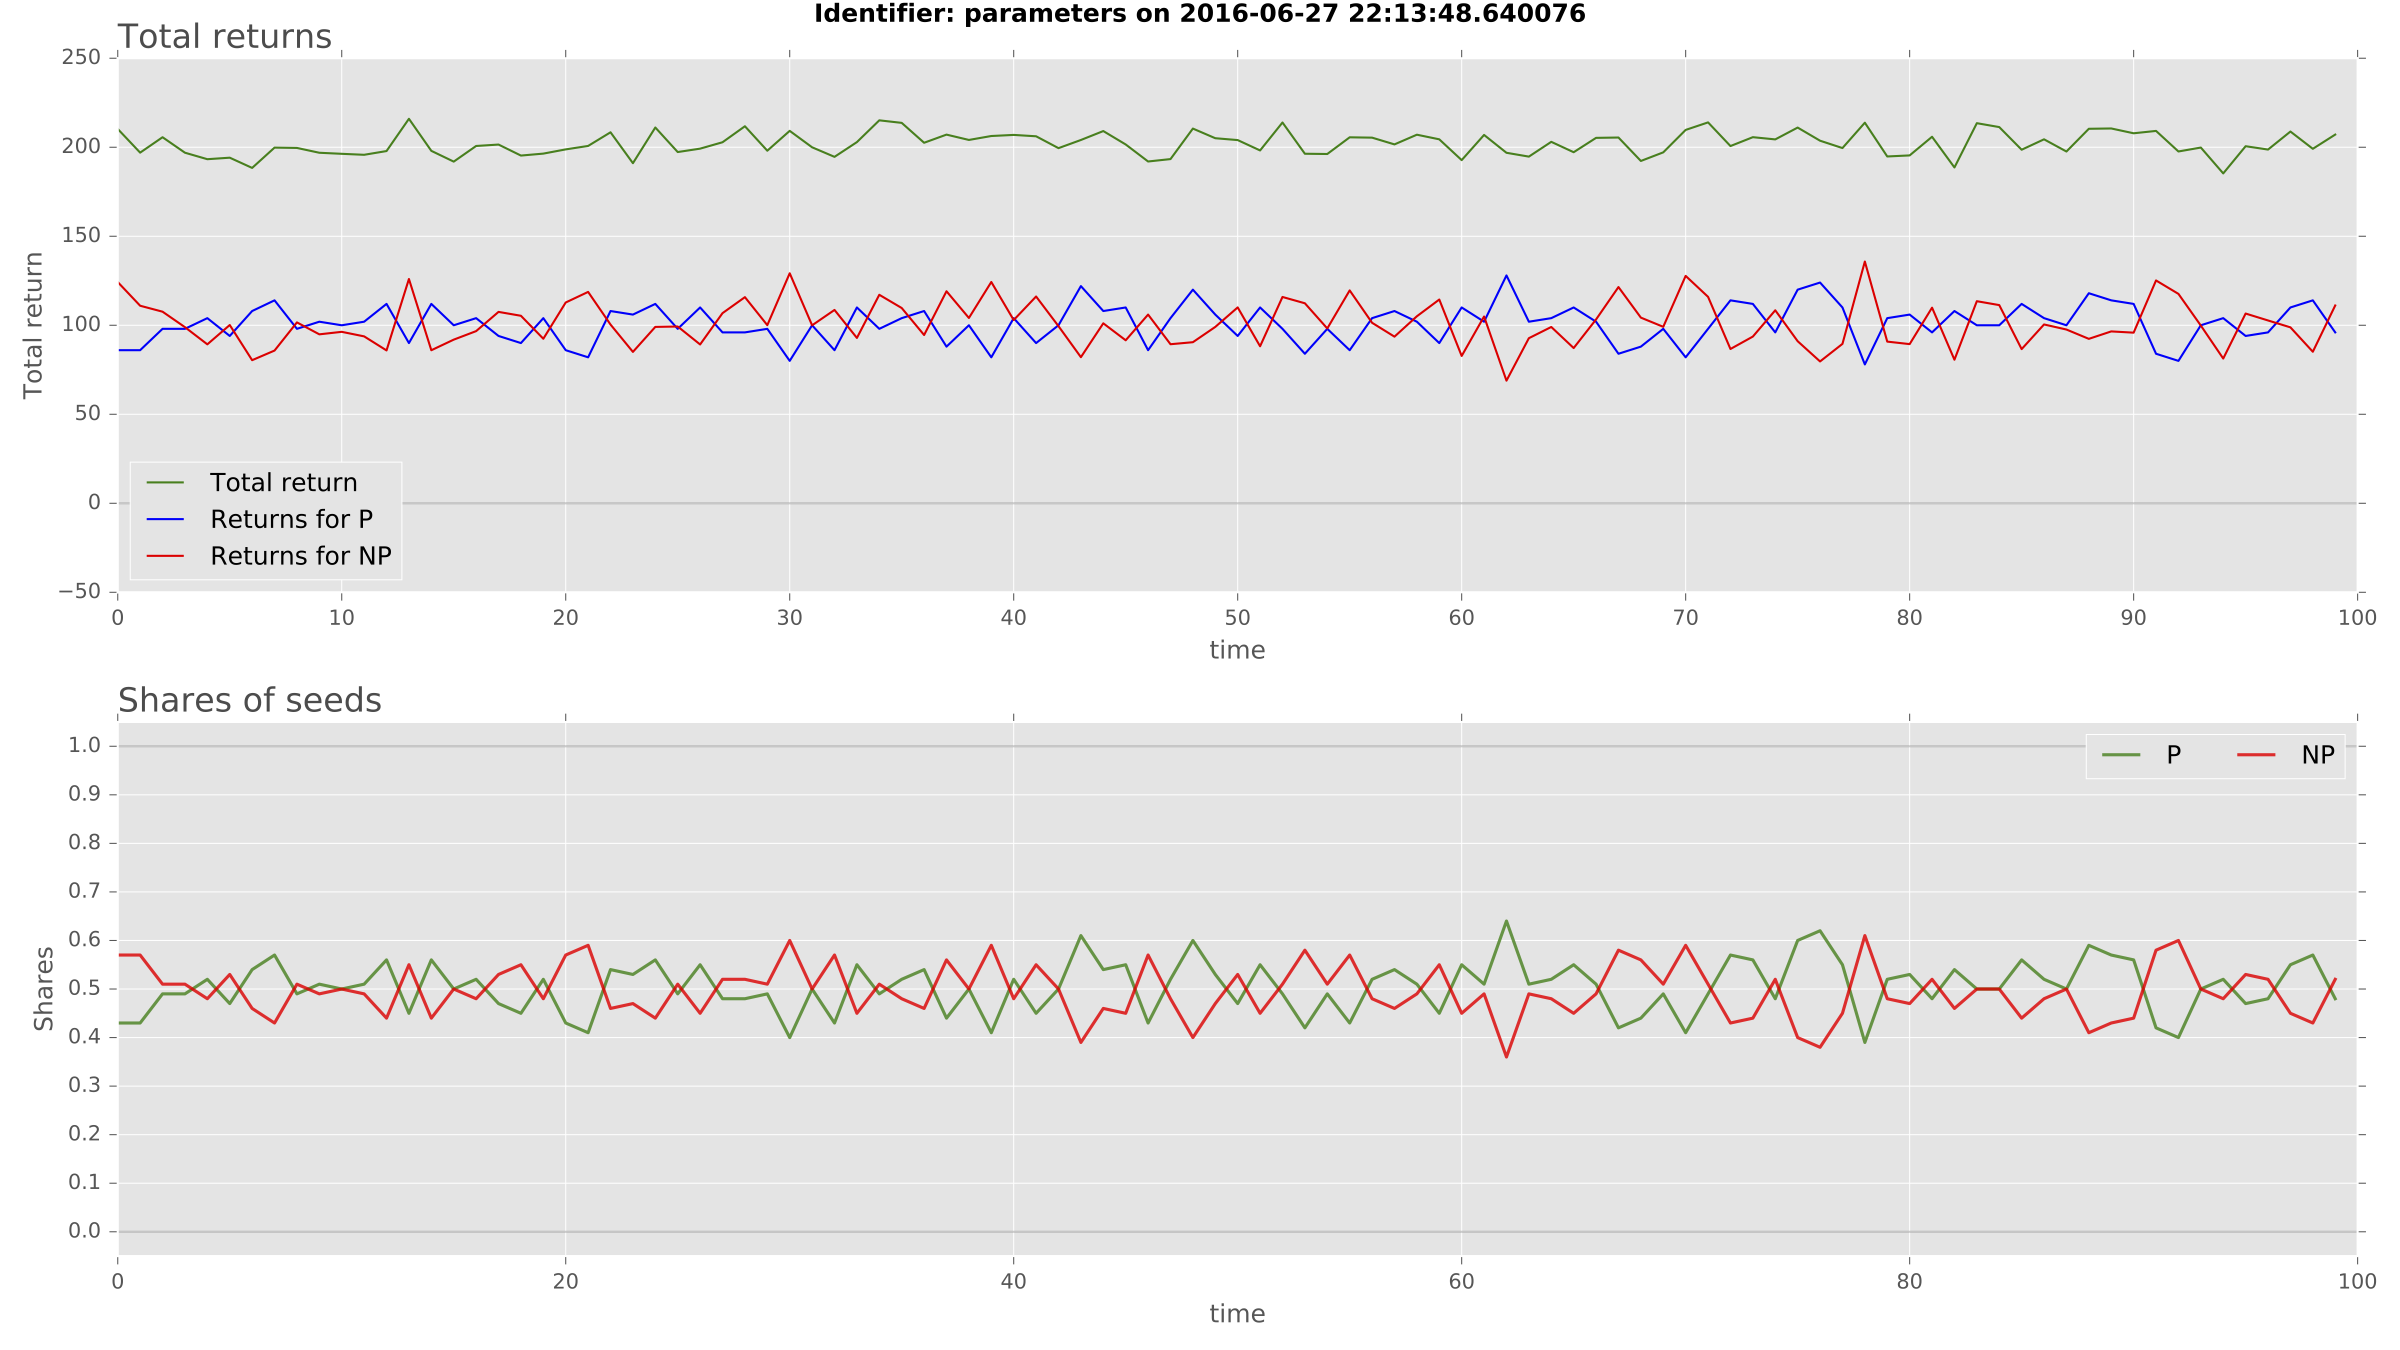 Identifier: parameters on 2016-06-27 22:13:48.640076
Total returns
250
200
150
100
50
0
−50
Total return
Total return
Returns for P
Returns for NP
0 10 20 30 40 50 60 70 80 90 100
time
Shares of seeds
1.0
0.9
0.8
0.7
0.6
0.5
0.4
0.3
0.2
0.1
0.0
Shares
P NP
0 20 40 60 80 100
time